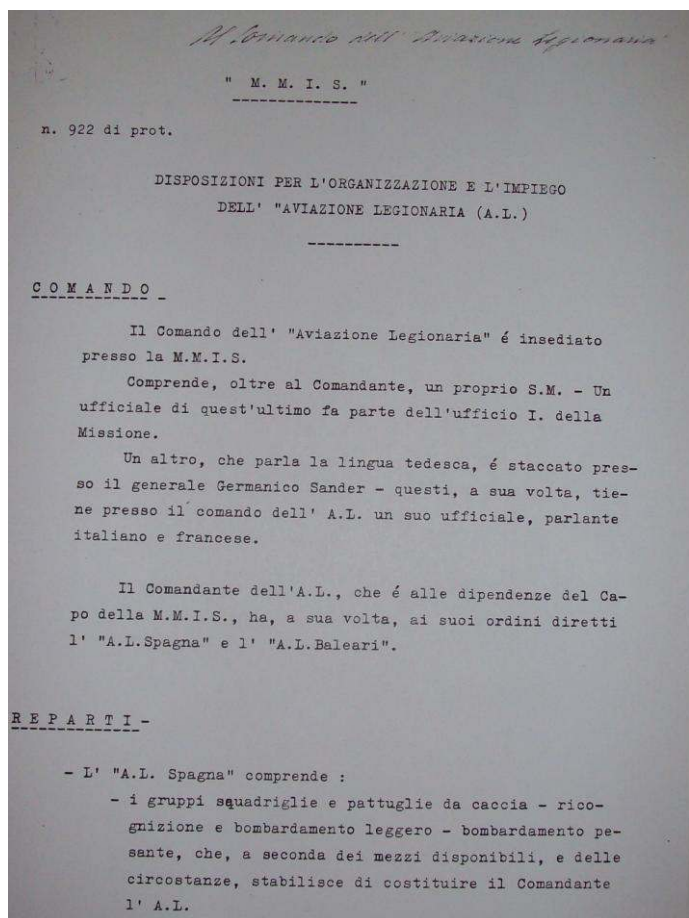 Al Comando dell' Aviazione Legionaria
" M. M. I. S. "
n. 922 di prot.
DISPOSIZIONI PER L'ORGANIZZAZIONE E L'IMPIEGO
DELL' "AVIAZIONE LEGIONARIA (A.L.)
C O M A N D O -
Il Comando dell' "Aviazione Legionaria" é insediato
presso la M.M.I.S.
Comprende, oltre al Comandante, un proprio S.M. - Un
ufficiale di quest'ultimo fa parte dell'ufficio I. della
Missione.
Un altro, che parla la lingua tedesca, é staccato pres-
so il generale Germanico Sander - questi, a sua volta, tie-
ne presso il comando dell' A.L. un suo ufficiale, parlante
italiano e francese.
Il Comandante dell'A.L., che é alle dipendenze del Ca-
po della M.M.I.S., ha, a sua volta, ai suoi ordini diretti
l' "A.L.Spagna" e l' "A.L.Baleari".
R E P A R T I -
- L' "A.L. Spagna" comprende :
- i gruppi squadriglie e pattuglie da caccia - rico-
gnizione e bombardamento leggero - bombardamento pe-
sante, che, a seconda dei mezzi disponibili, e delle
circostanze, stabilisce di costituire il Comandante
l' A.L.